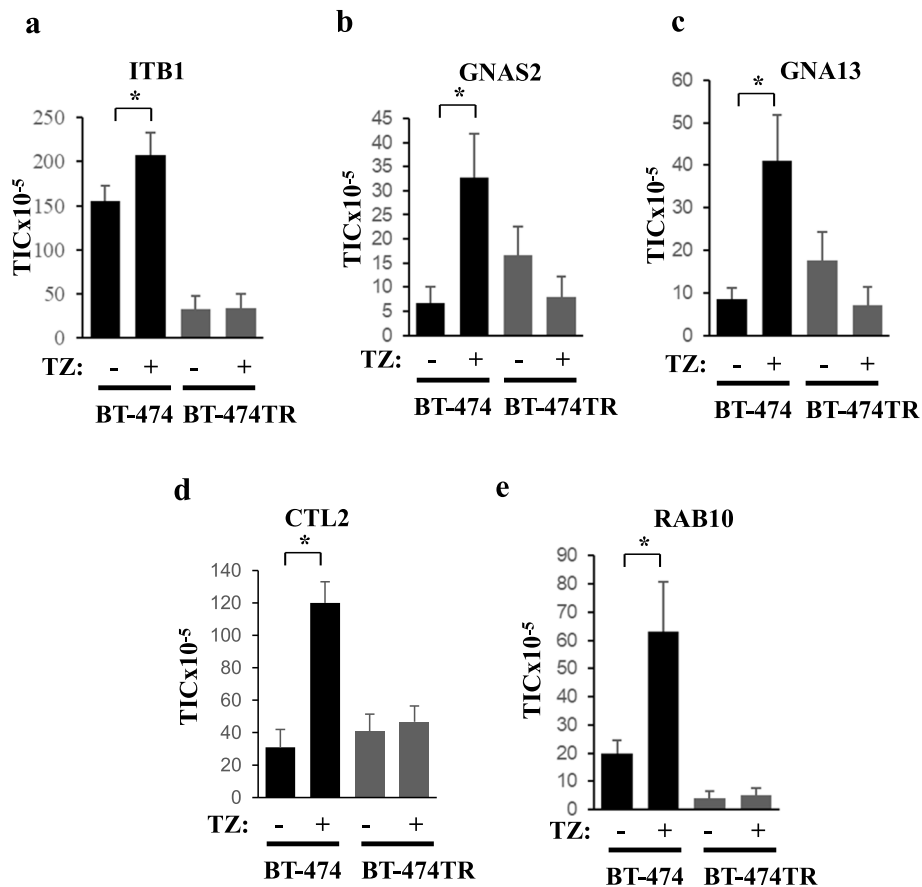 a
ITB1
*
250
200
150
100
50
0
TICx10-5
TZ: - + - +
BT-474 BT-474TR
b
GNAS2
*
45
40
35
30
25
20
15
10
5
0
TICx10-5
TZ: - + - +
BT-474 BT-474TR
c
GNA13
*
60
50
40
30
20
10
0
TICx10-5
TZ: - + - +
BT-474 BT-474TR
d
CTL2
*
140
120
100
80
60
40
20
0
TICx10-5
TZ: - + - +
BT-474 BT-474TR
e
RAB10
*
90
80
70
60
50
40
30
20
10
0
TICx10-5
TZ: - + - +
BT-474 BT-474TR